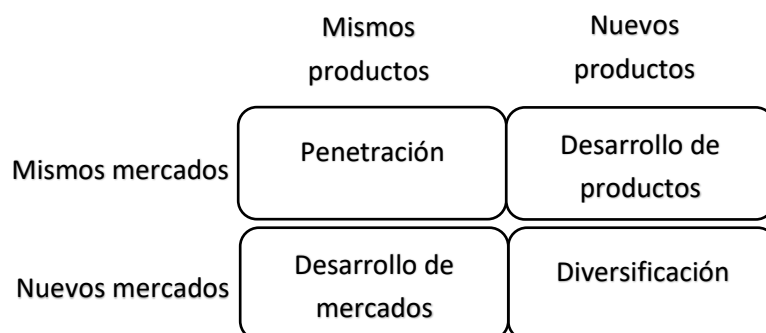 Mismos
productos
Nuevos
productos
Mismos mercados
Penetración
Desarrollo de
productos
Nuevos mercados
Desarrollo de
mercados
Diversificación